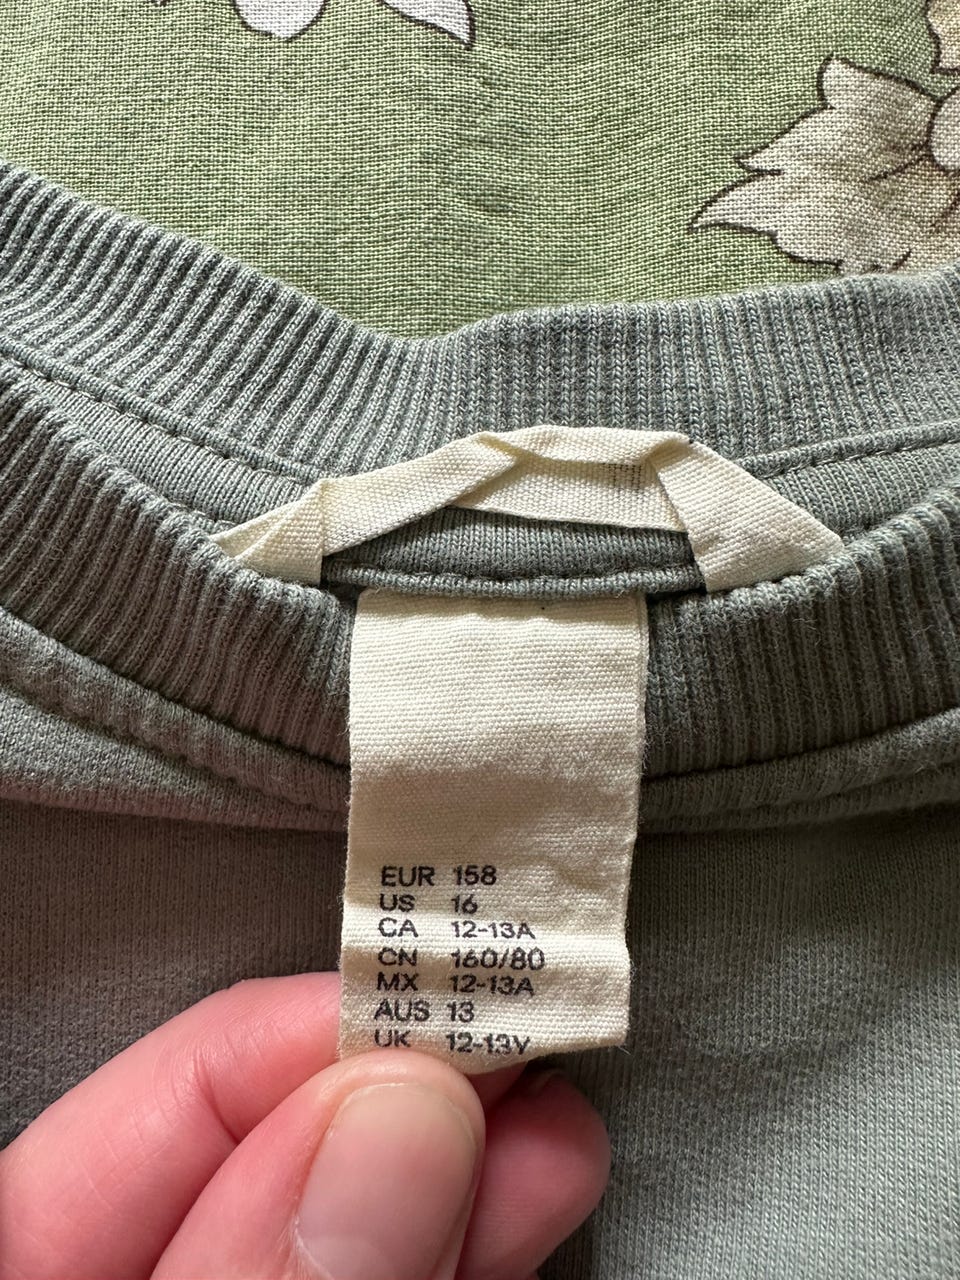 EUR 158
US 16
CA 12-13A
CN 160/80
MX 12-13A
AUS 13
UK 12-13Y